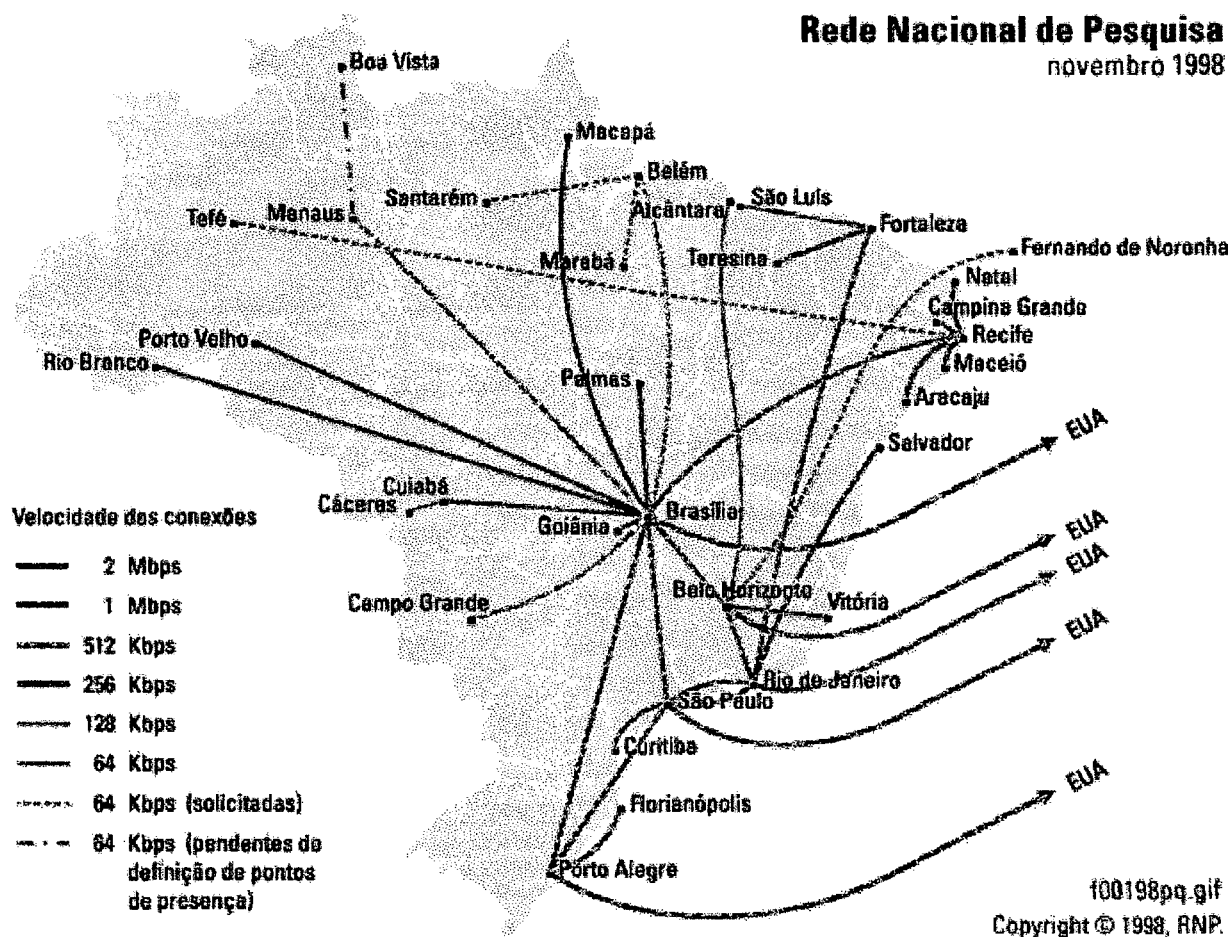 Rede Nacional de Pesquisa
novembro 1998
Boa Vista
Macapá
Belém
Santarém
São Luís
Alcântara
Tefé
Manaus
Fortaleza
Fernando de Noronha
Marabá
Teresina
Natal
Campina Grande
Porto Velho
Recife
Rio Branco
Maceió
Palmas
Aracaju
EUA
Salvador
Cuiabá
Cáceres
Brasília
Goiânia
EUA
EUA
Velocidade das conexões
2 Mbps
1 Mbps
512 Kbps
256 Kbps
128 Kbps
64 Kbps
64 Kbps (solicitadas)
64 Kbps (pendentes de
definição de pontos
de presença)
Belo Horizonte
Campo Grande
Vitória
EUA
Rio de Janeiro
São Paulo
Curitiba
EUA
Florianópolis
Porto Alegre
f00198pq.gif
Copyright © 1998, RNP.